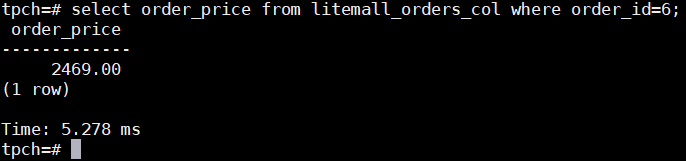 tpch=# select order_price from litemall_orders_col where order_id=6;
 order_price
-------------
     2469.00
(1 row)

Time: 5.278 ms
tpch=#